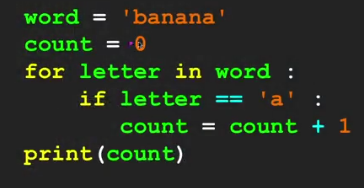 word = 'banana'
count = 0
for letter in word :
    if letter == 'a' :
        count = count + 1
print(count)